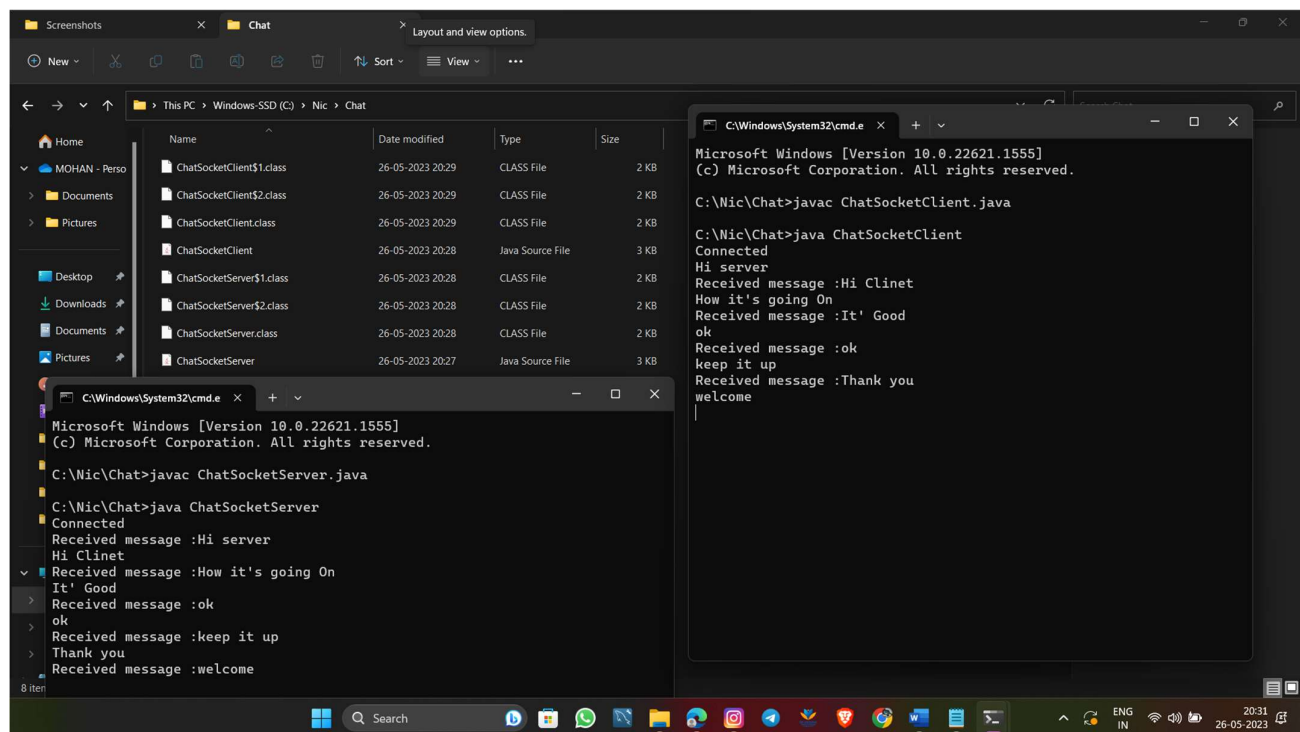 Screenshots
Chat
Layout and view options.
New
Sort
View
This PC > Windows-SSD (C:) > Nic > Chat
Home
MOHAN - Perso
Documents
Pictures
Desktop
Downloads
Documents
Pictures
Name Date modified Type Size
ChatSocketClient$1.class 26-05-2023 20:29 CLASS File 2 KB
ChatSocketClient$2.class 26-05-2023 20:29 CLASS File 2 KB
ChatSocketClient.class 26-05-2023 20:29 CLASS File 2 KB
ChatSocketClient 26-05-2023 20:28 Java Source File 3 KB
ChatSocketServer$1.class 26-05-2023 20:28 CLASS File 2 KB
ChatSocketServer$2.class 26-05-2023 20:28 CLASS File 2 KB
ChatSocketServer.class 26-05-2023 20:28 CLASS File 2 KB
ChatSocketServer 26-05-2023 20:27 Java Source File 3 KB
C:\Windows\System32\cmd.e
Microsoft Windows [Version 10.0.22621.1555]
(c) Microsoft Corporation. All rights reserved.
C:\Nic\Chat>javac ChatSocketClient.java
C:\Nic\Chat>java ChatSocketClient
Connected
Hi server
Received message :Hi Clinet
How it's going On
Received message :It' Good
ok
Received message :ok
keep it up
Received message :Thank you
welcome
C:\Windows\System32\cmd.e
Microsoft Windows [Version 10.0.22621.1555]
(c) Microsoft Corporation. All rights reserved.
C:\Nic\Chat>javac ChatSocketServer.java
C:\Nic\Chat>java ChatSocketServer
Connected
Received message :Hi server
Hi Clinet
Received message :How it's going On
It' Good
Received message :ok
ok
Received message :keep it up
Thank you
Received message :welcome
8 iten
Search
ENG
IN
20:31
26-05-2023